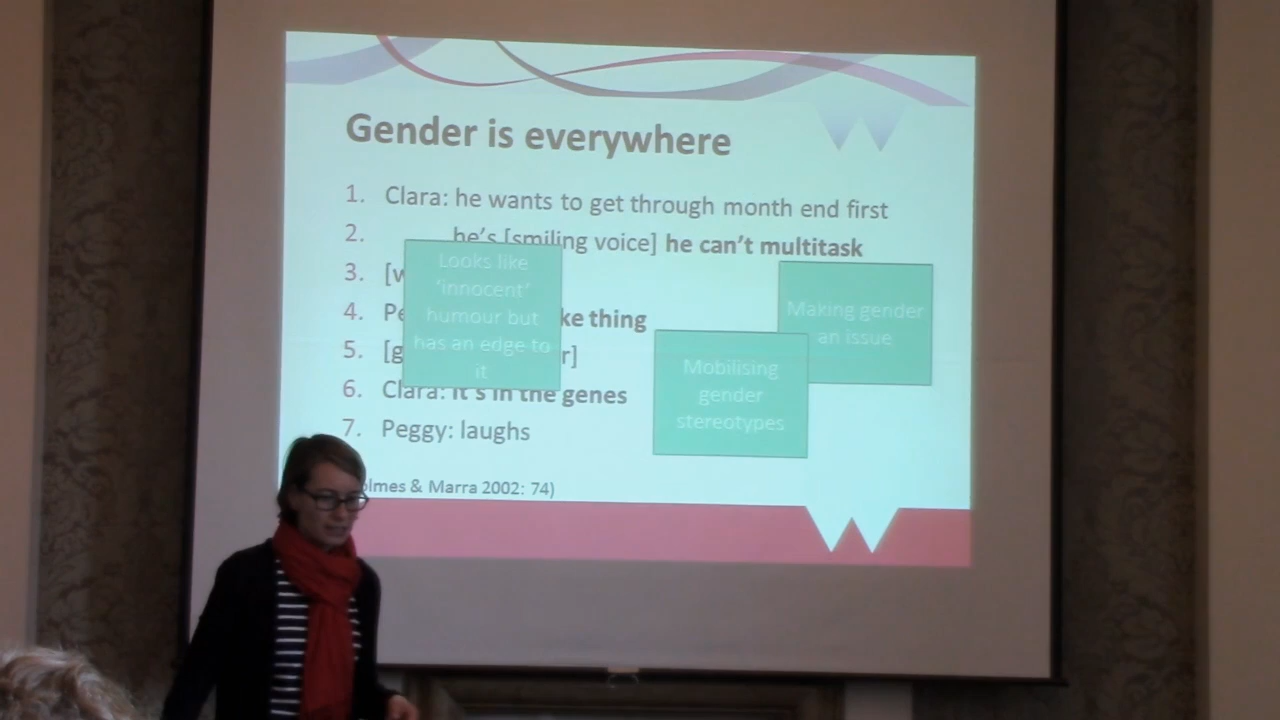 Gender is everywhere
1. Clara: he wants to get through month end first
2. he's [smiling voice] he can't multitask
3. [w
4. Pe ke thing
5. [g r]
6. Clara: it's in the genes
7. Peggy: laughs
olmes & Marra 2002: 74)
Looks like
'innocent'
humour but
has an edge to
it
Mobilising
gender
stereotypes
Making gender
an issue